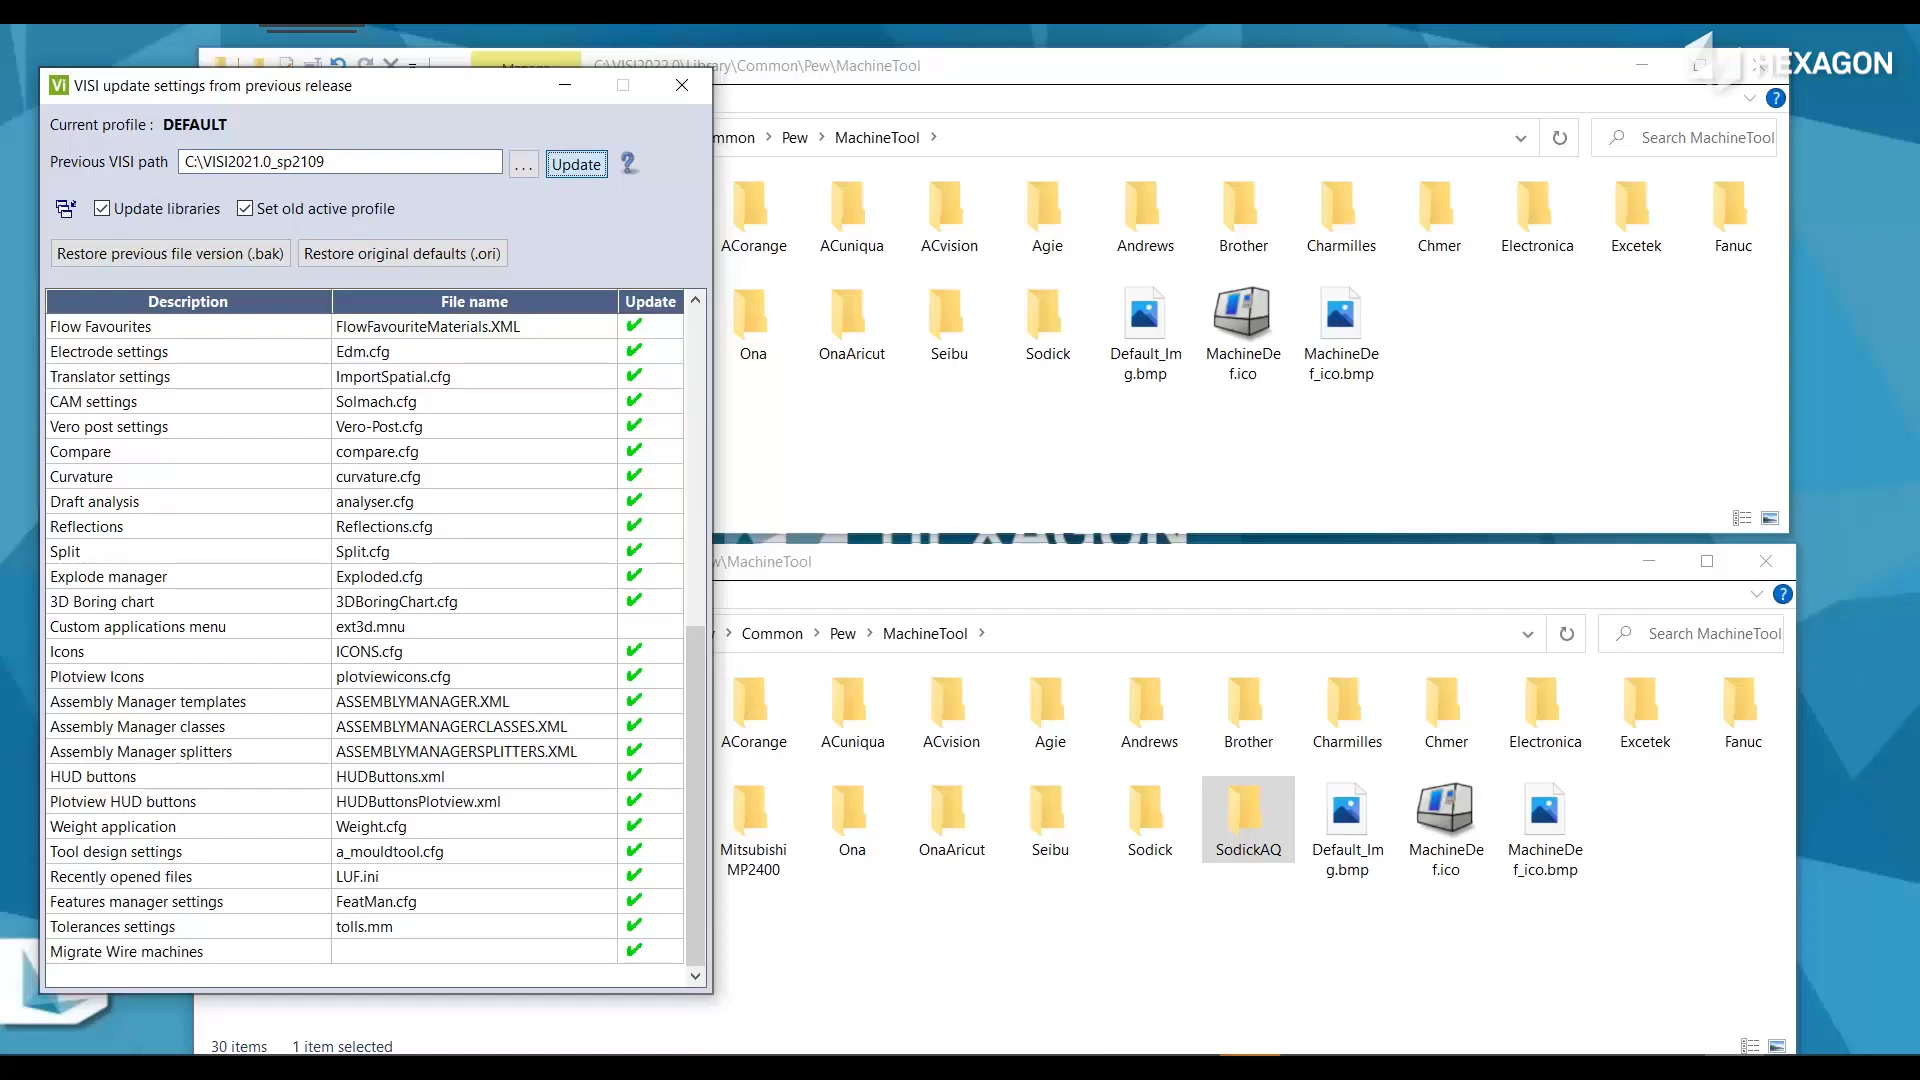 HEXAGON
C:\VISI2022.0\Library\Common\Pew\MachineTool
VISI update settings from previous release
Current profile : DEFAULT
Previous VISI path C:\VISI2021.0_sp2109 ... Update
Update libraries Set old active profile
Restore previous file version (.bak) Restore original defaults (.ori)
Description File name Update
Flow Favourites FlowFavouriteMaterials.XML
Electrode settings Edm.cfg
Translator settings ImportSpatial.cfg
CAM settings Solmach.cfg
Vero post settings Vero-Post.cfg
Compare compare.cfg
Curvature curvature.cfg
Draft analysis analyser.cfg
Reflections Reflections.cfg
Split Split.cfg
Explode manager Exploded.cfg
3D Boring chart 3DBoringChart.cfg
Custom applications menu ext3d.mnu
Icons ICONS.cfg
Plotview Icons plotviewicons.cfg
Assembly Manager templates ASSEMBLYMANAGER.XML
Assembly Manager classes ASSEMBLYMANAGERCLASSES.XML
Assembly Manager splitters ASSEMBLYMANAGERSPLITTERS.XML
HUD buttons HUDButtons.xml
Plotview HUD buttons HUDButtonsPlotview.xml
Weight application Weight.cfg
Tool design settings a_mouldtool.cfg
Recently opened files LUF.ini
Features manager settings FeatMan.cfg
Tolerances settings tolls.mm
Migrate Wire machines
mmon > Pew > MachineTool >
Search MachineTool
ACorange ACuniqua ACvision Agie Andrews Brother Charmilles Chmer Electronica Excetek Fanuc
Ona OnaAricut Seibu Sodick Default_Im MachineDe MachineDe
g.bmp f.ico f_ico.bmp
w\MachineTool
> Common > Pew > MachineTool >
Search MachineTool
ACorange ACuniqua ACvision Agie Andrews Brother Charmilles Chmer Electronica Excetek Fanuc
Mitsubishi Ona OnaAricut Seibu Sodick SodickAQ Default_Im MachineDe MachineDe
MP2400 g.bmp f.ico f_ico.bmp
30 items 1 item selected